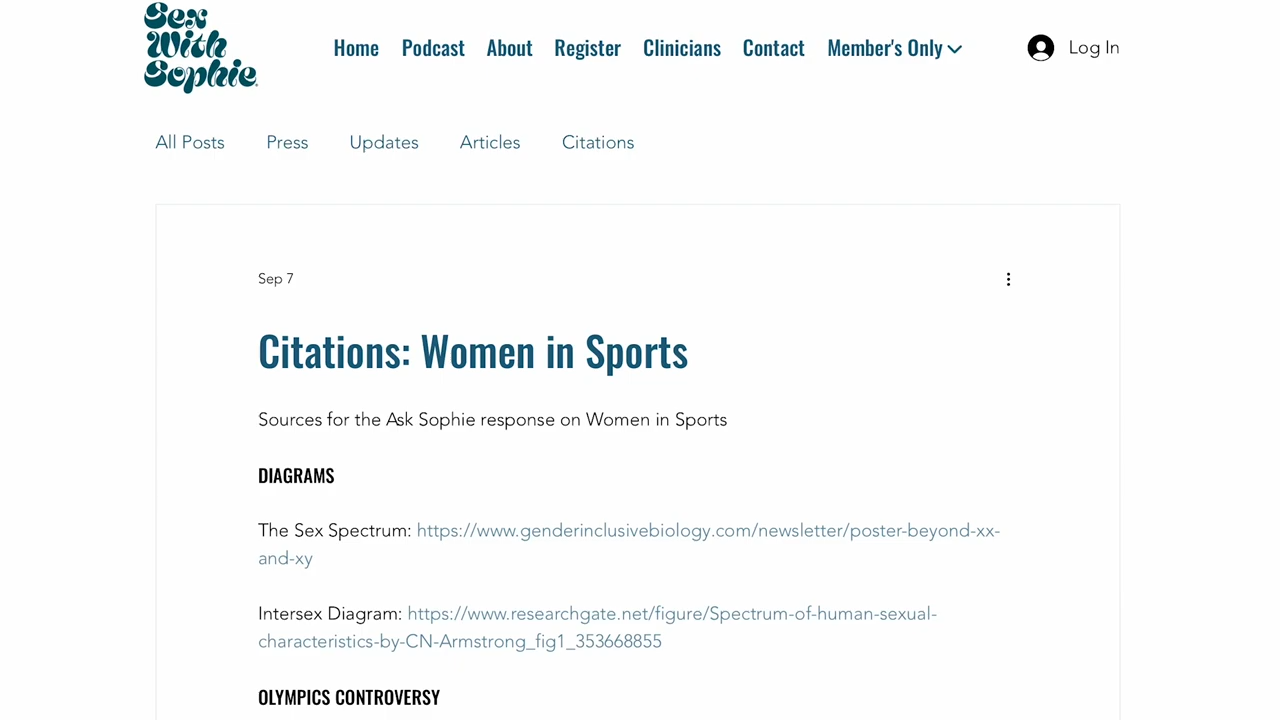 Sex
With
Sophie
Home Podcast About Register Clinicians Contact Member's Only Log In
All Posts Press Updates Articles Citations
Sep 7
Citations: Women in Sports
Sources for the Ask Sophie response on Women in Sports
DIAGRAMS
The Sex Spectrum: https://www.genderinclusivebiology.com/newsletter/poster-beyond-xx-
and-xy
Intersex Diagram: https://www.researchgate.net/figure/Spectrum-of-human-sexual-
characteristics-by-CN-Armstrong_fig1_353668855
OLYMPICS CONTROVERSY